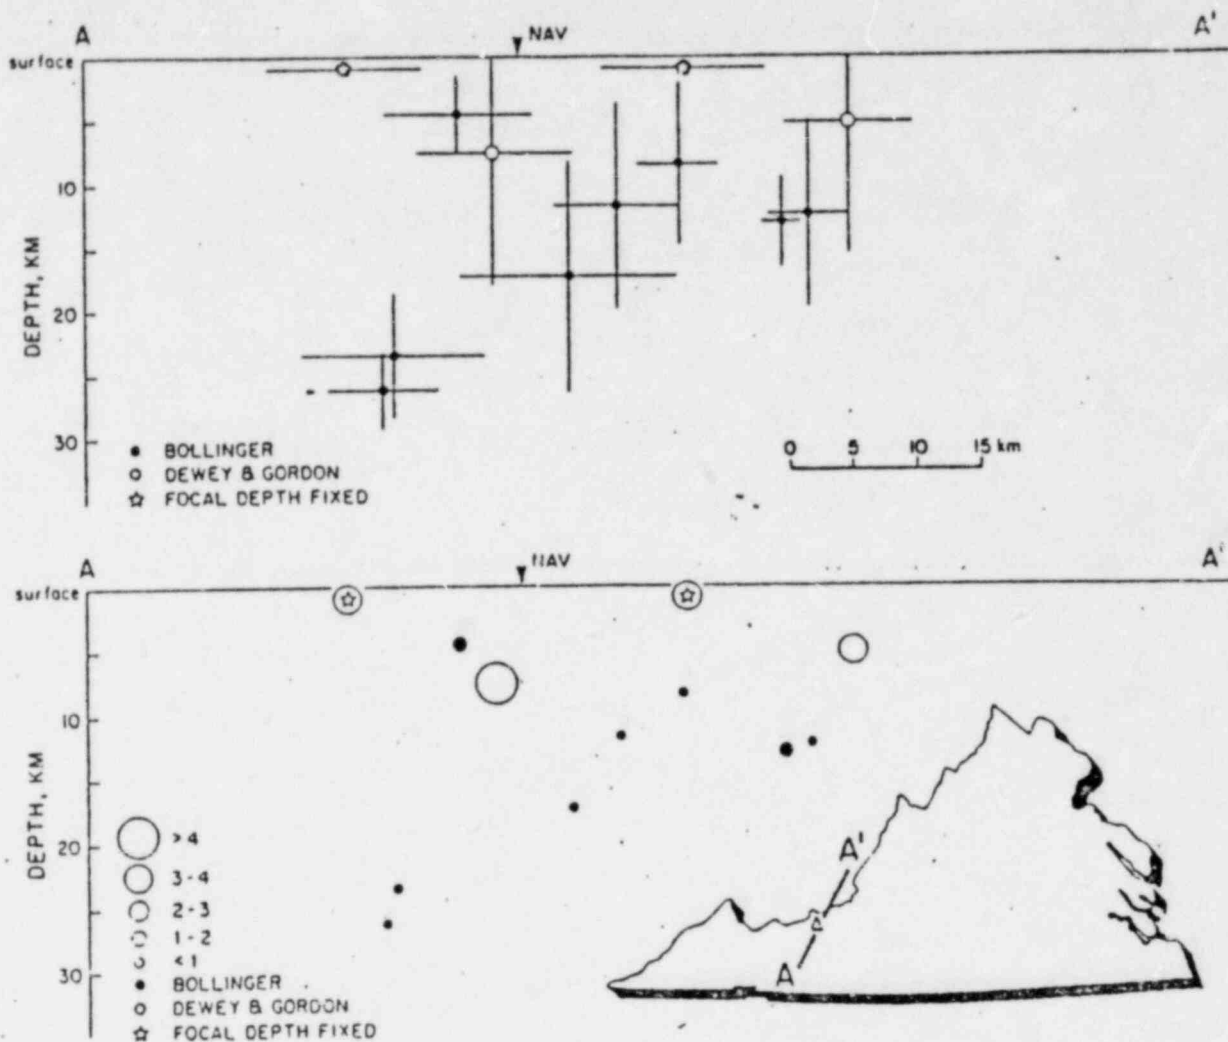 A NAV A'
surface
10
20
30
DEPTH, KM
• BOLLINGER
○ DEWEY & GORDON
☆ FOCAL DEPTH FIXED
0 5 10 15 km
A NAV A'
surface
10
20
30
DEPTH, KM
>4
3-4
2-3
1-2
<1
• BOLLINGER
○ DEWEY & GORDON
☆ FOCAL DEPTH FIXED
A'
A